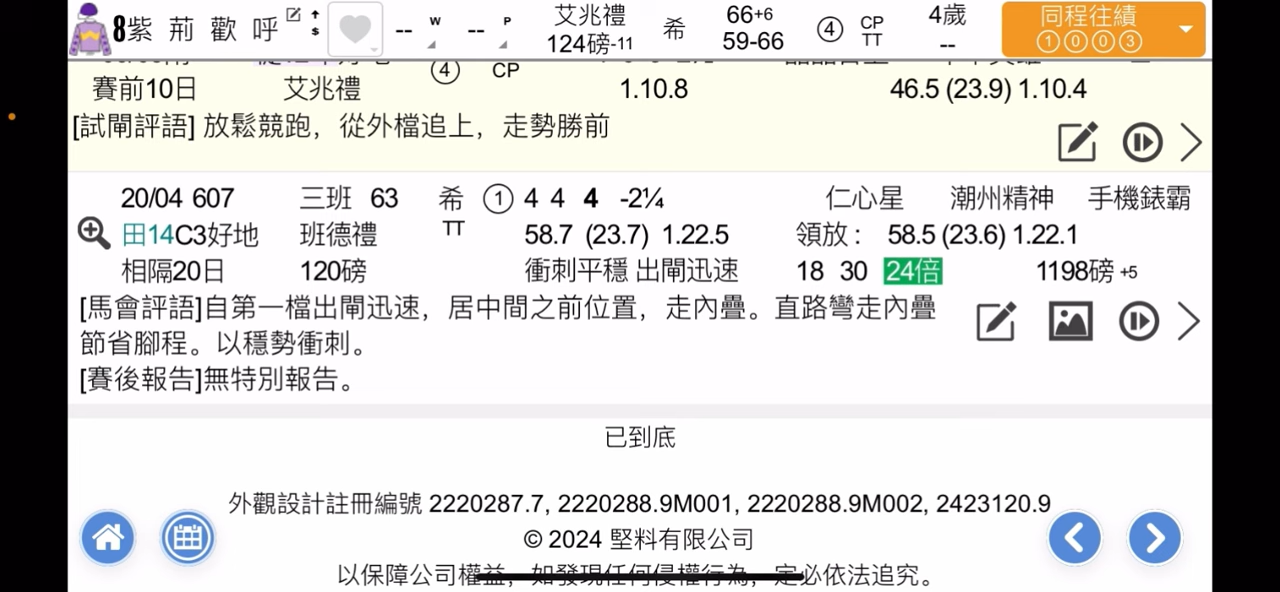 8紫荊歡呼 -- W -- P 艾兆禮 希 66+6 ④ CP 4歲 同程往績
$ 124磅-11 59-66 TT -- ①⓪⓪③
④ CP
賽前10日 艾兆禮 1.10.8 46.5 (23.9) 1.10.4
[試閘評語] 放鬆競跑，從外檔追上，走勢勝前
20/04 607 三班 63 希 ① 4 4 4 -2¼ 仁心星 潮州精神 手機錶霸
田14C3好地 班德禮 TT 58.7 (23.7) 1.22.5 領放： 58.5 (23.6) 1.22.1
相隔20日 120磅 衝刺平穩 出閘迅速 18 30 24倍 1198磅 +5
[馬會評語]自第一檔出閘迅速，居中間之前位置，走內疊。直路彎走內疊
節省腳程。以穩勢衝刺。
[賽後報告]無特別報告。
已到底
外觀設計註冊編號 2220287.7, 2220288.9M001, 2220288.9M002, 2423120.9
© 2024 堅料有限公司
以保障公司權益，如發現任何侵權行為，定必依法追究。